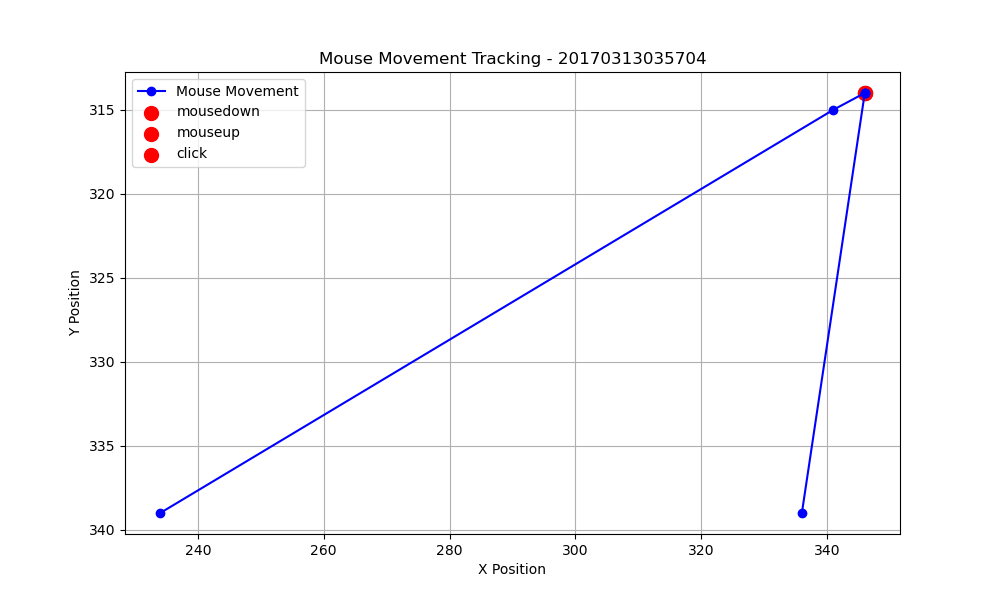 Mouse Movement Tracking - 20170313035704
Mouse Movement
mousedown
mouseup
click
315
320
325
330
335
340
Y Position
240
260
280
300
320
340
X Position